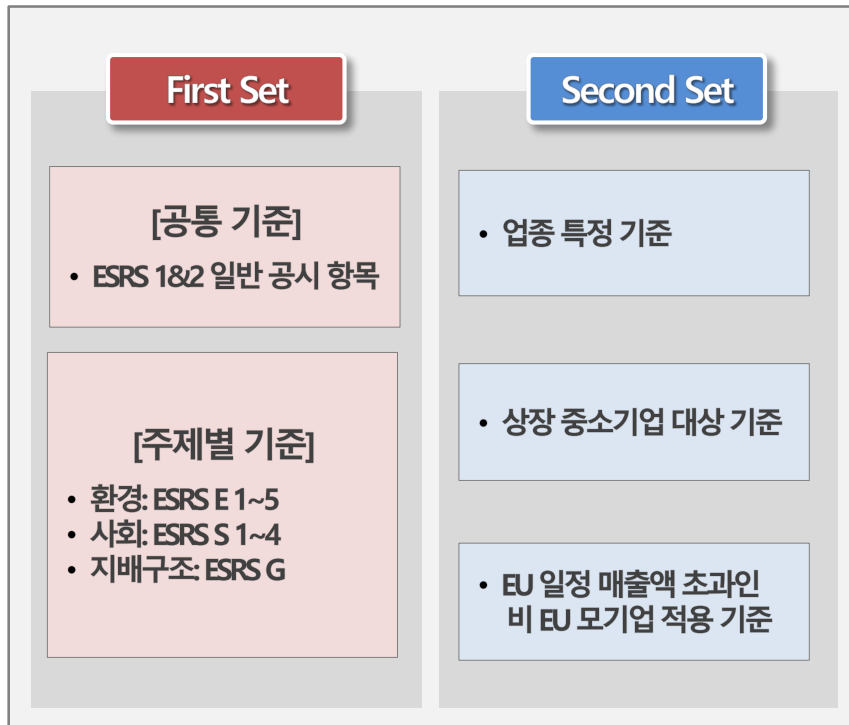 First Set
[공통 기준]
• ESRS 1&2 일반 공시 항목
[주제별 기준]
• 환경: ESRS E 1~5
• 사회: ESRS S 1~4
• 지배구조: ESRS G
Second Set
• 업종 특정 기준
• 상장 중소기업 대상 기준
• EU 일정 매출액 초과인
비 EU 모기업 적용 기준